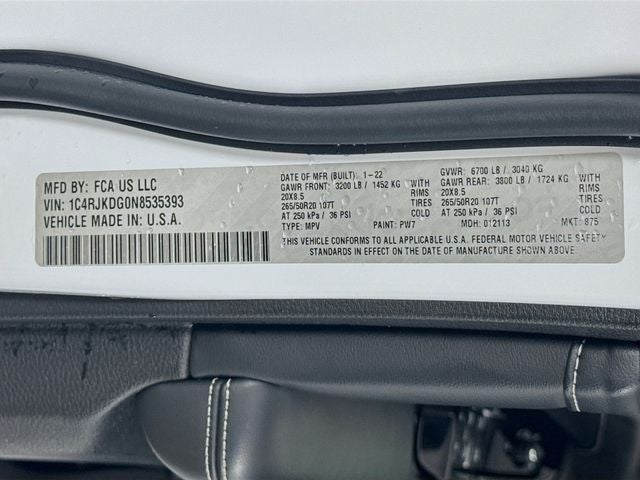 MFD BY: FCA US LLC
VIN: 1C4RJKDG0N8535393
VEHICLE MADE IN: U.S.A.
DATE OF MFR (BUILT): 1-22 GVWR: 6700 LB / 3040 KG
GAWR FRONT: 3200 LB / 1452 KG WITH GAWR REAR: 3800 LB / 1724 KG WITH
20X8.5 RIMS 20X8.5 RIMS
265/50R20 107T TIRES 265/50R20 107T TIRES
AT 250 kPa / 36 PSI COLD AT 250 kPa / 36 PSI COLD
TYPE: MPV PAINT: PW7 MDH: 012113 MKT: 875
THIS VEHICLE CONFORMS TO ALL APPLICABLE U.S.A. FEDERAL MOTOR VEHICLE SAFETY
STANDARDS IN EFFECT ON THE DATE OF MANUFACTURE SHOWN ABOVE.